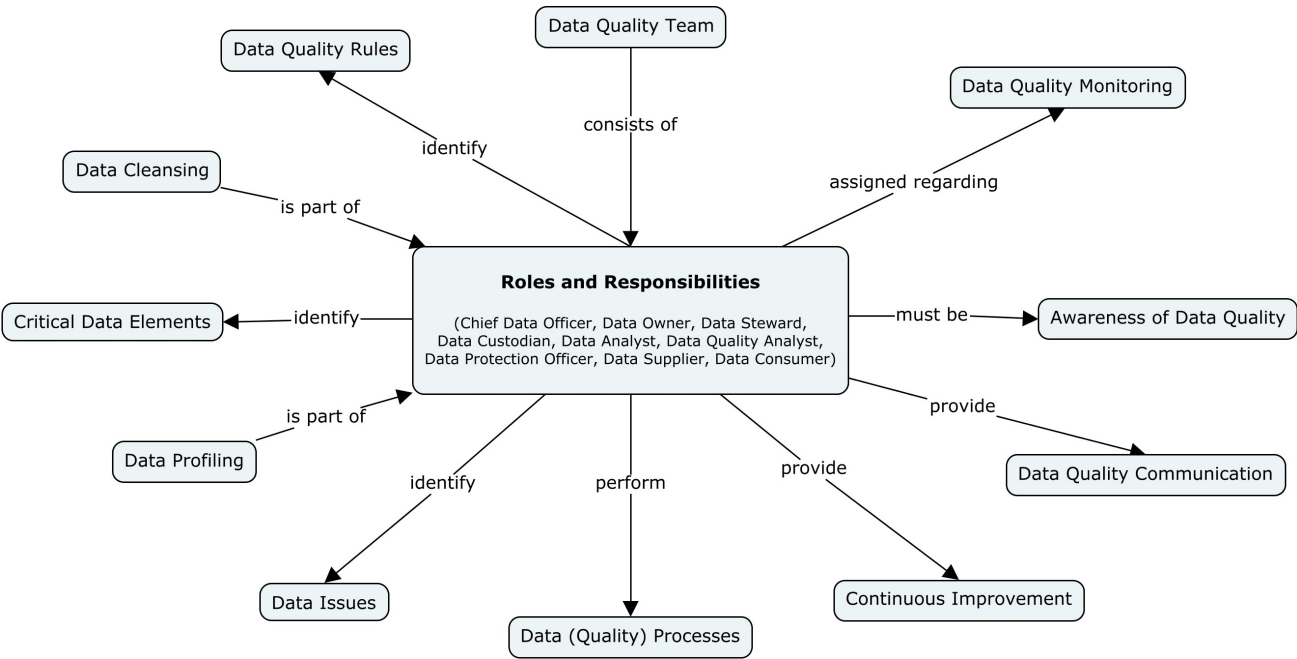 Data Quality Team
Data Quality Rules
Data Quality Monitoring
consists of
identify
Data Cleansing
assigned regarding
is part of
Roles and Responsibilities
(Chief Data Officer, Data Owner, Data Steward,
Data Custodian, Data Analyst, Data Quality Analyst,
Data Protection Officer, Data Supplier, Data Consumer)
Critical Data Elements
identify
must be
Awareness of Data Quality
is part of
provide
Data Profiling
Data Quality Communication
identify
perform
provide
Data Issues
Continuous Improvement
Data (Quality) Processes